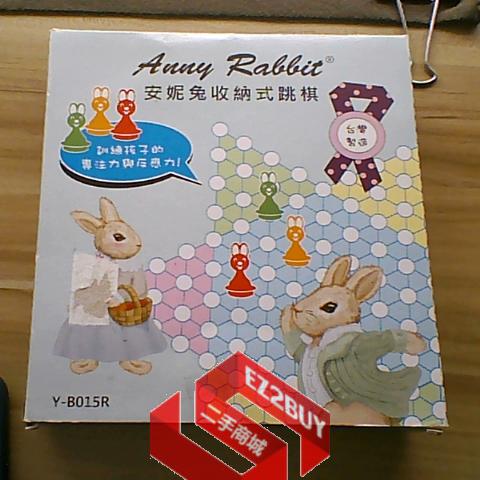 Anny Rabbit®
安妮兔收納式跳棋
訓練孩子的
專注力與反應力!
台灣
製造
Y-B015R
EZ2BUY
二手商城